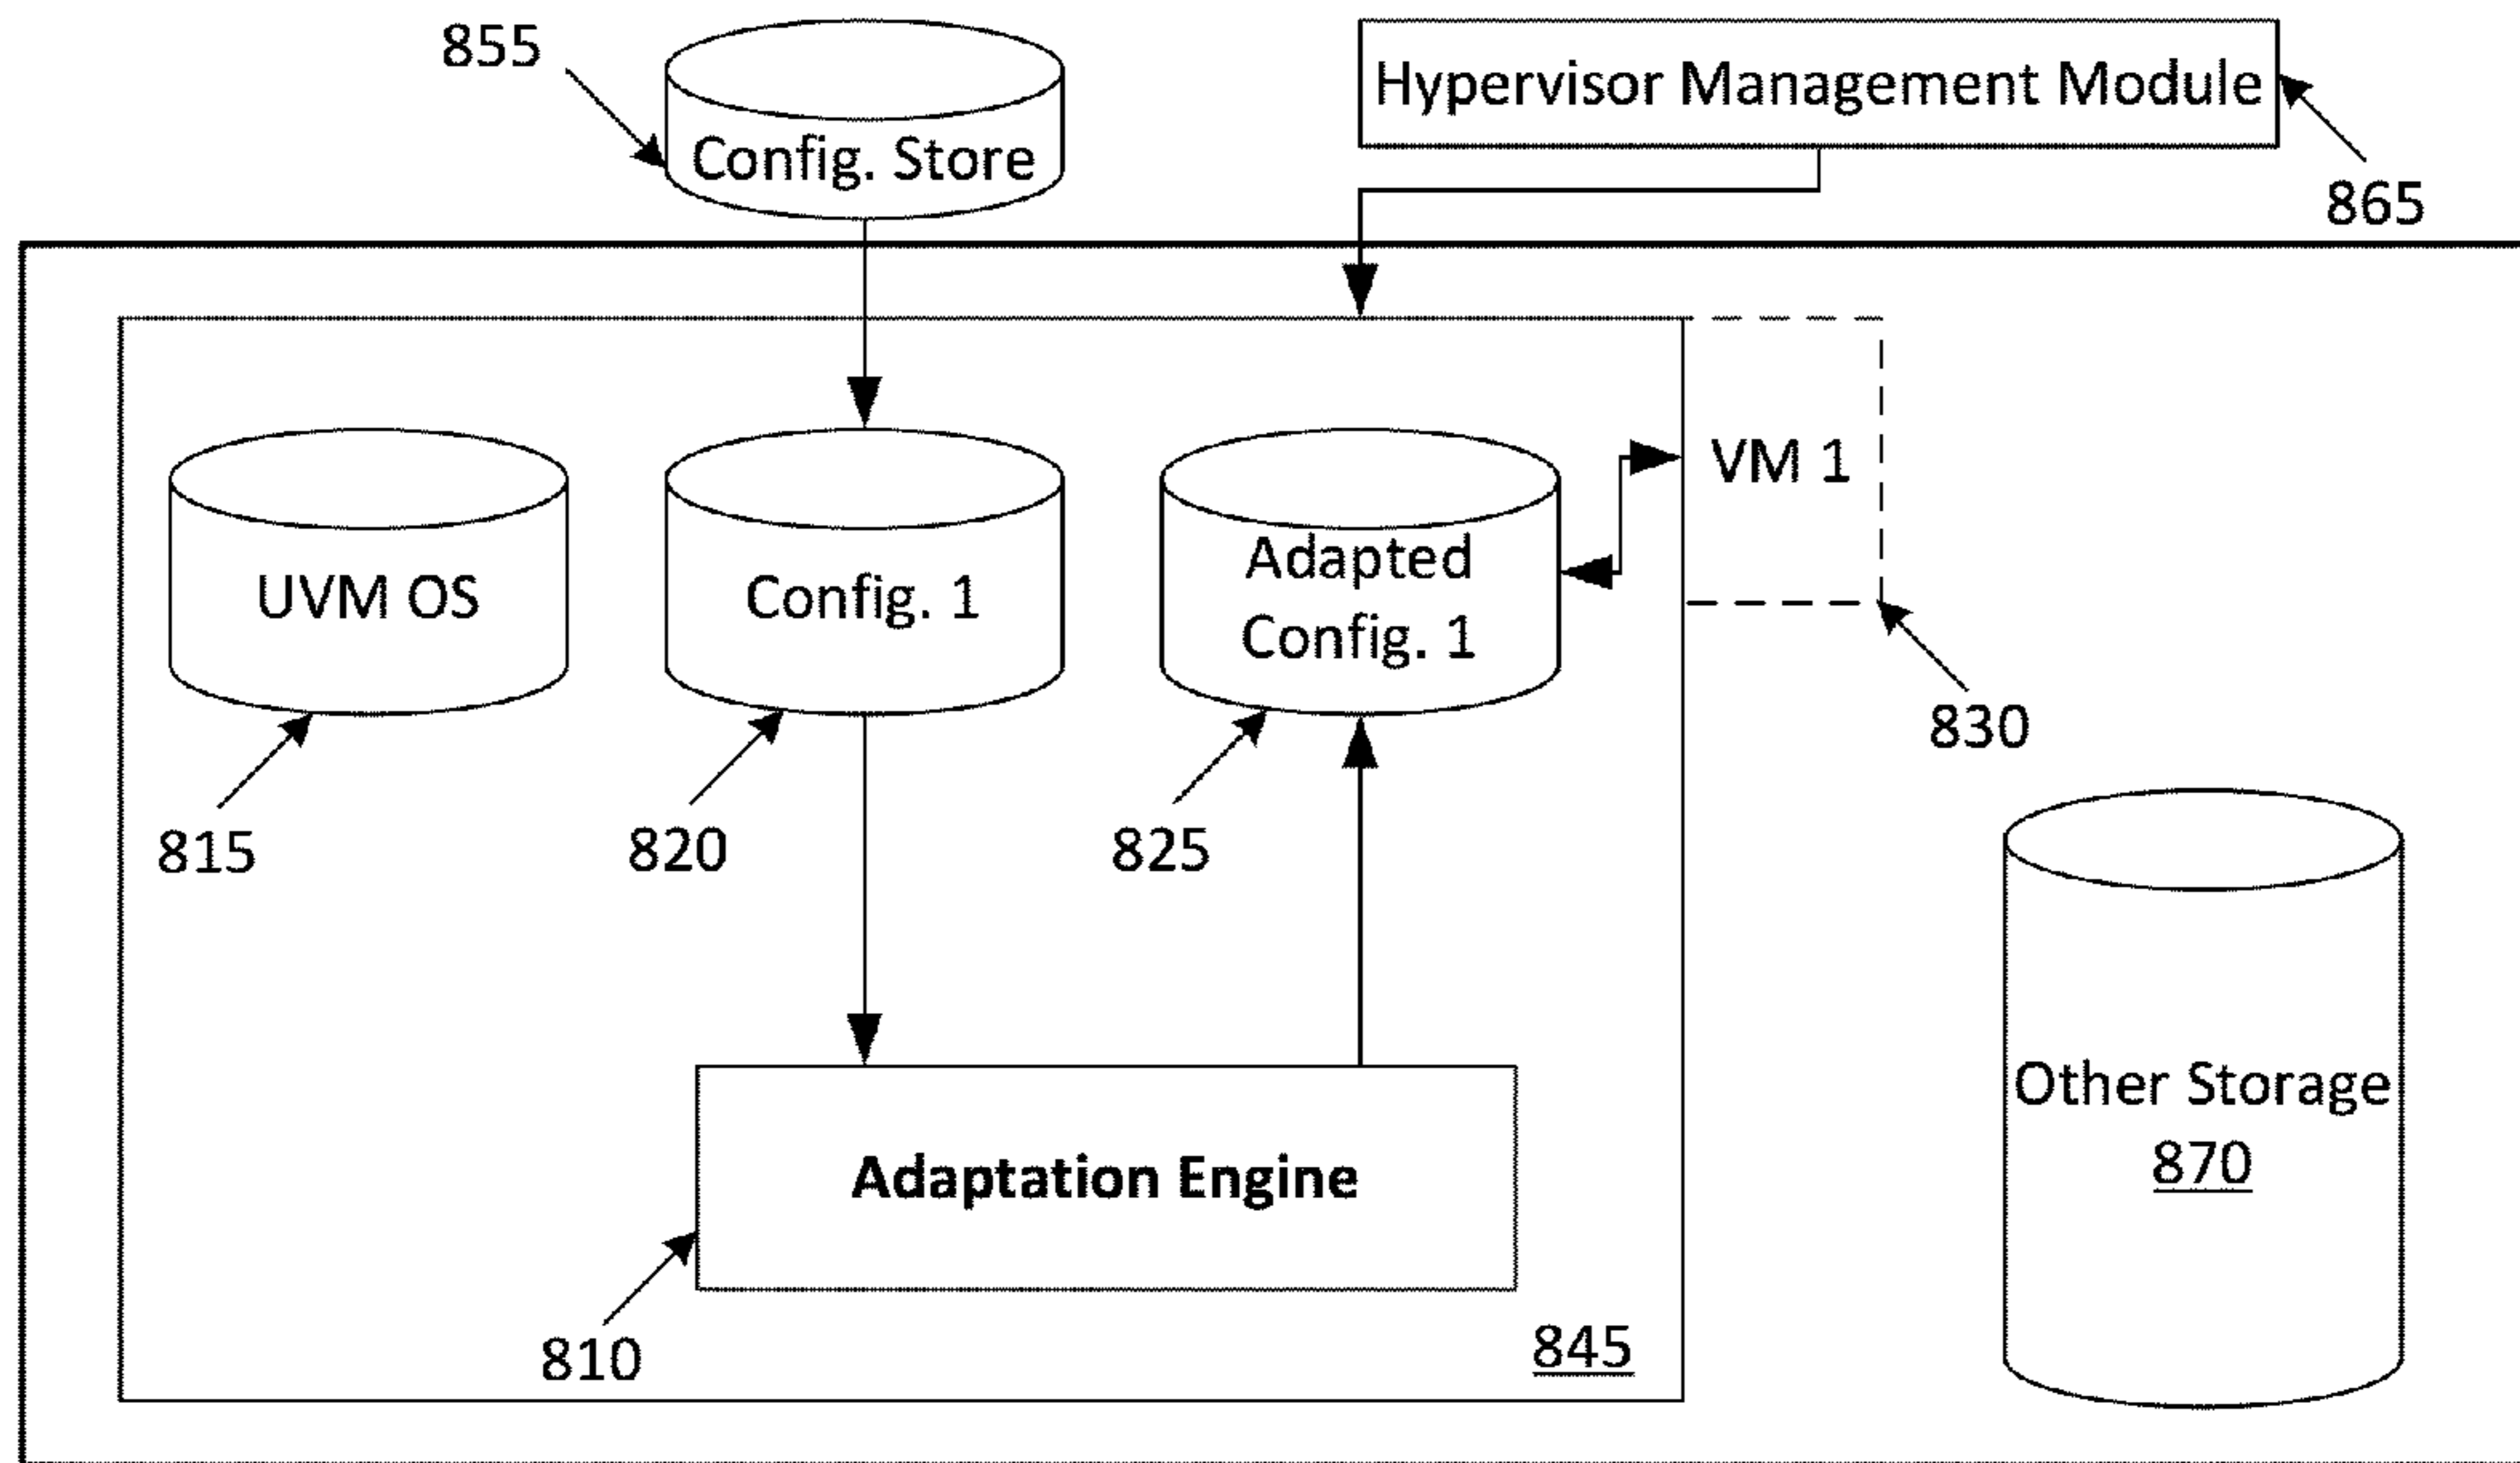 855
Config. Store
Hypervisor Management Module
865
VM 1
UVM OS
Config. 1
Adapted
Config. 1
830
815
820
825
Other Storage
870
Adaptation Engine
810
845